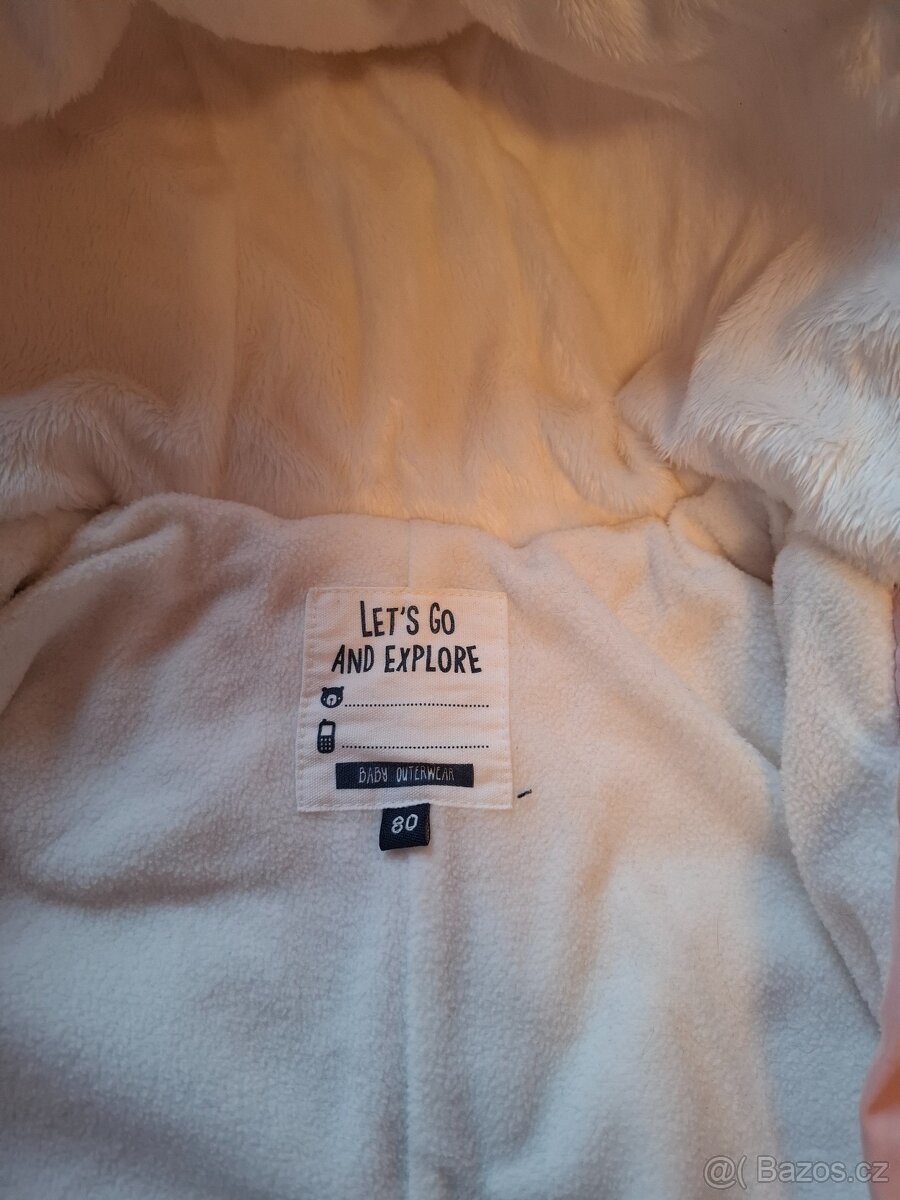 LET'S GO
AND EXPLORE
BABY OUTERWEAR
80
@( Bazos.cz